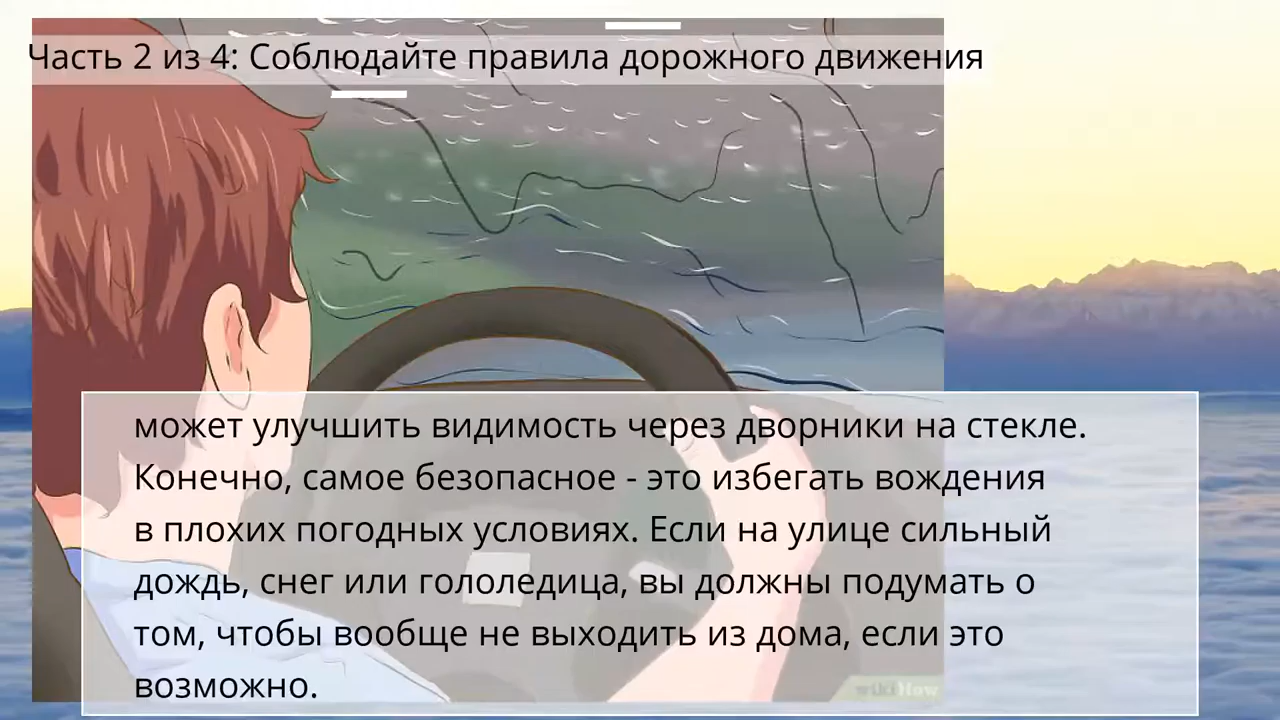 Часть 2 из 4: Соблюдайте правила дорожного движения
может улучшить видимость через дворники на стекле.
Конечно, самое безопасное - это избегать вождения
в плохих погодных условиях. Если на улице сильный
дождь, снег или гололедица, вы должны подумать о
том, чтобы вообще не выходить из дома, если это
возможно.
wikiHow